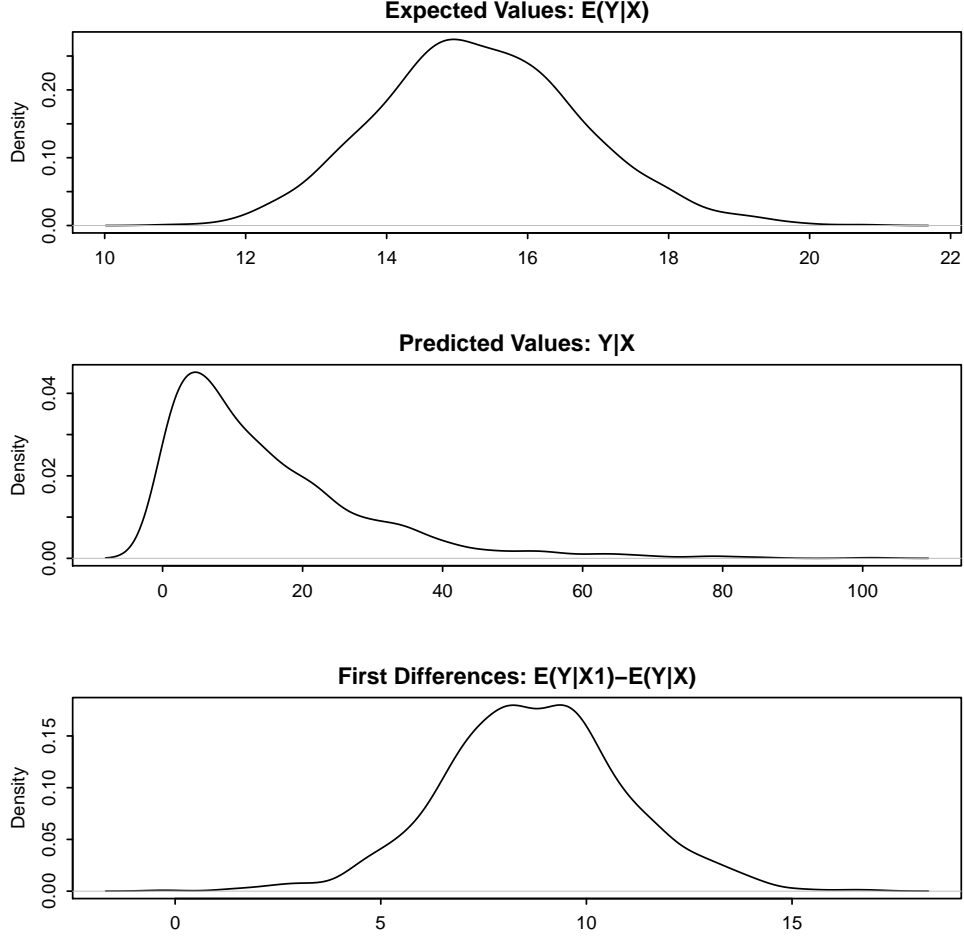 Expected Values: E(Y|X)
Density
0.00 0.10 0.20
10 12 14 16 18 20 22
Predicted Values: Y|X
Density
0.00 0.02 0.04
0 20 40 60 80 100
First Differences: E(Y|X1)−E(Y|X)
Density
0.00 0.05 0.10 0.15
0 5 10 15